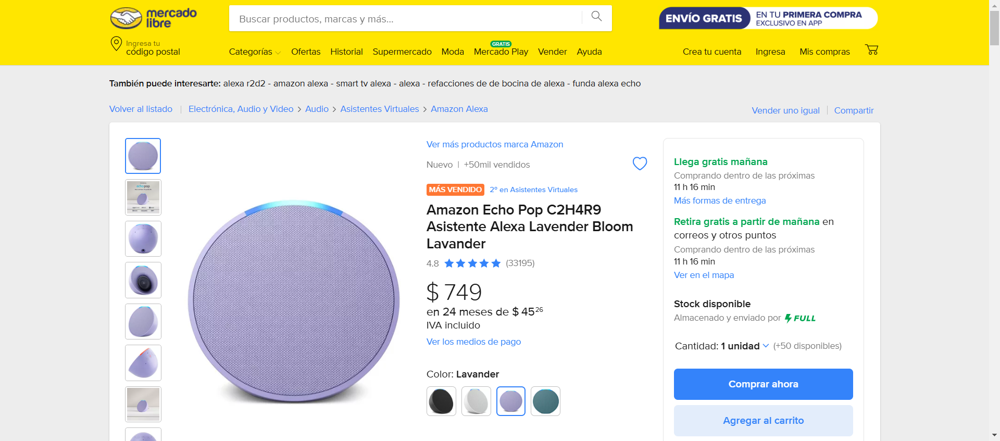 mercado
libre
Buscar productos, marcas y más...
ENVÍO GRATIS
EN TU PRIMERA COMPRA
EXCLUSIVO EN APP
Ingresa tu
código postal
Categorías
Ofertas
Historial
Supermercado
Moda
GRATIS
Mercado Play
Vender
Ayuda
Crea tu cuenta
Ingresa
Mis compras
También puede interesarte: alexa r2d2 - amazon alexa - smart tv alexa - alexa - refacciones de de bocina de alexa - funda alexa echo
Volver al listado | Electrónica, Audio y Video > Audio > Asistentes Virtuales > Amazon Alexa
Vender uno igual | Compartir
echo pop
Ver más productos marca Amazon
Nuevo | +50mil vendidos
MÁS VENDIDO 2º en Asistentes Virtuales
Amazon Echo Pop C2H4R9
Asistente Alexa Lavender Bloom
Lavander
4.8 (33195)
$ 749
en 24 meses de $ 45 26
IVA incluido
Ver los medios de pago
Color: Lavander
Llega gratis mañana
Comprando dentro de las próximas
11 h 16 min
Más formas de entrega
Retira gratis a partir de mañana en
correos y otros puntos
Comprando dentro de las próximas
11 h 16 min
Ver en el mapa
Stock disponible
Almacenado y enviado por FULL
Cantidad: 1 unidad (+50 disponibles)
Comprar ahora
Agregar al carrito